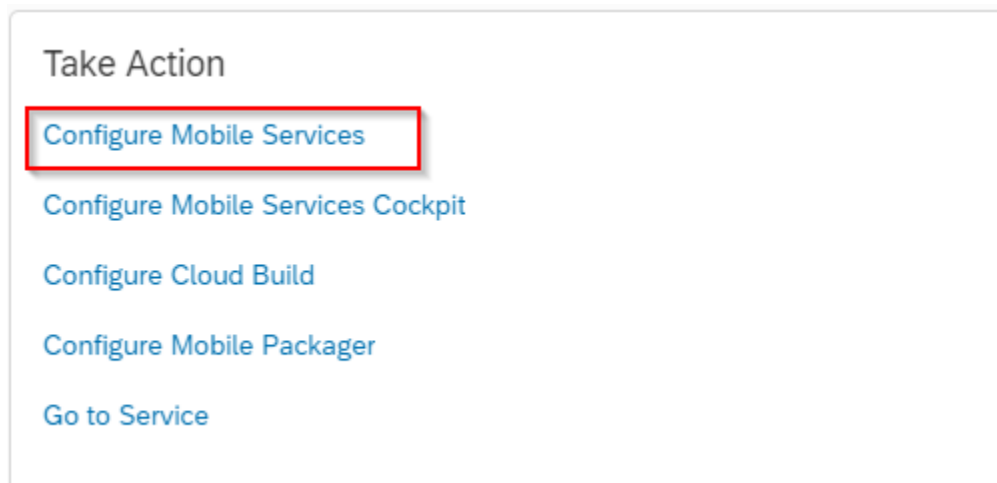 Take Action
Configure Mobile Services
Configure Mobile Services Cockpit
Configure Cloud Build
Configure Mobile Packager
Go to Service